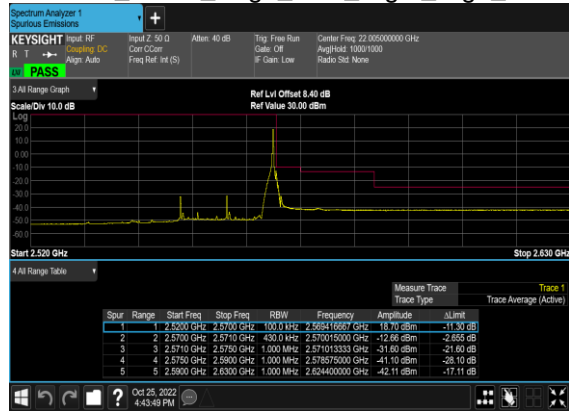 Spectrum Analyzer 1
Spurious Emissions
+
KEYSIGHT Input: RF Input Z: 50 Ω Atten: 40 dB Trig: Free Run Center Freq: 22.005000000 GHz
R T Coupling: DC Corr CCorr Gate: Off Avg|Hold: 1000/1000
Align: Auto Freq Ref: Int (S) IF Gain: Low Radio Std: None
PASS
3 All Range Graph Ref Lvl Offset 8.40 dB
Scale/Div 10.0 dB Ref Value 30.00 dBm
Log
20.0
10.0
0.00
-10.0
-20.0
-30.0
-40.0
-50.0
-60.0
Start 2.520 GHz Stop 2.630 GHz
4 All Range Table
Measure Trace Trace 1
Trace Type Trace Average (Active)
Spur Range Start Freq Stop Freq RBW Frequency Amplitude ΔLimit
1 1 2.5200 GHz 2.5700 GHz 100.0 kHz 2.569416667 GHz 18.70 dBm -11.30 dB
2 2 2.5700 GHz 2.5710 GHz 430.0 kHz 2.570015000 GHz -12.66 dBm -2.655 dB
3 3 2.5710 GHz 2.5750 GHz 1.000 MHz 2.571013333 GHz -31.60 dBm -21.60 dB
4 4 2.5750 GHz 2.5900 GHz 1.000 MHz 2.578575000 GHz -41.10 dBm -28.10 dB
5 5 2.5900 GHz 2.6300 GHz 1.000 MHz 2.624400000 GHz -42.11 dBm -17.11 dB
? Oct 25, 2022
4:43:49 PM